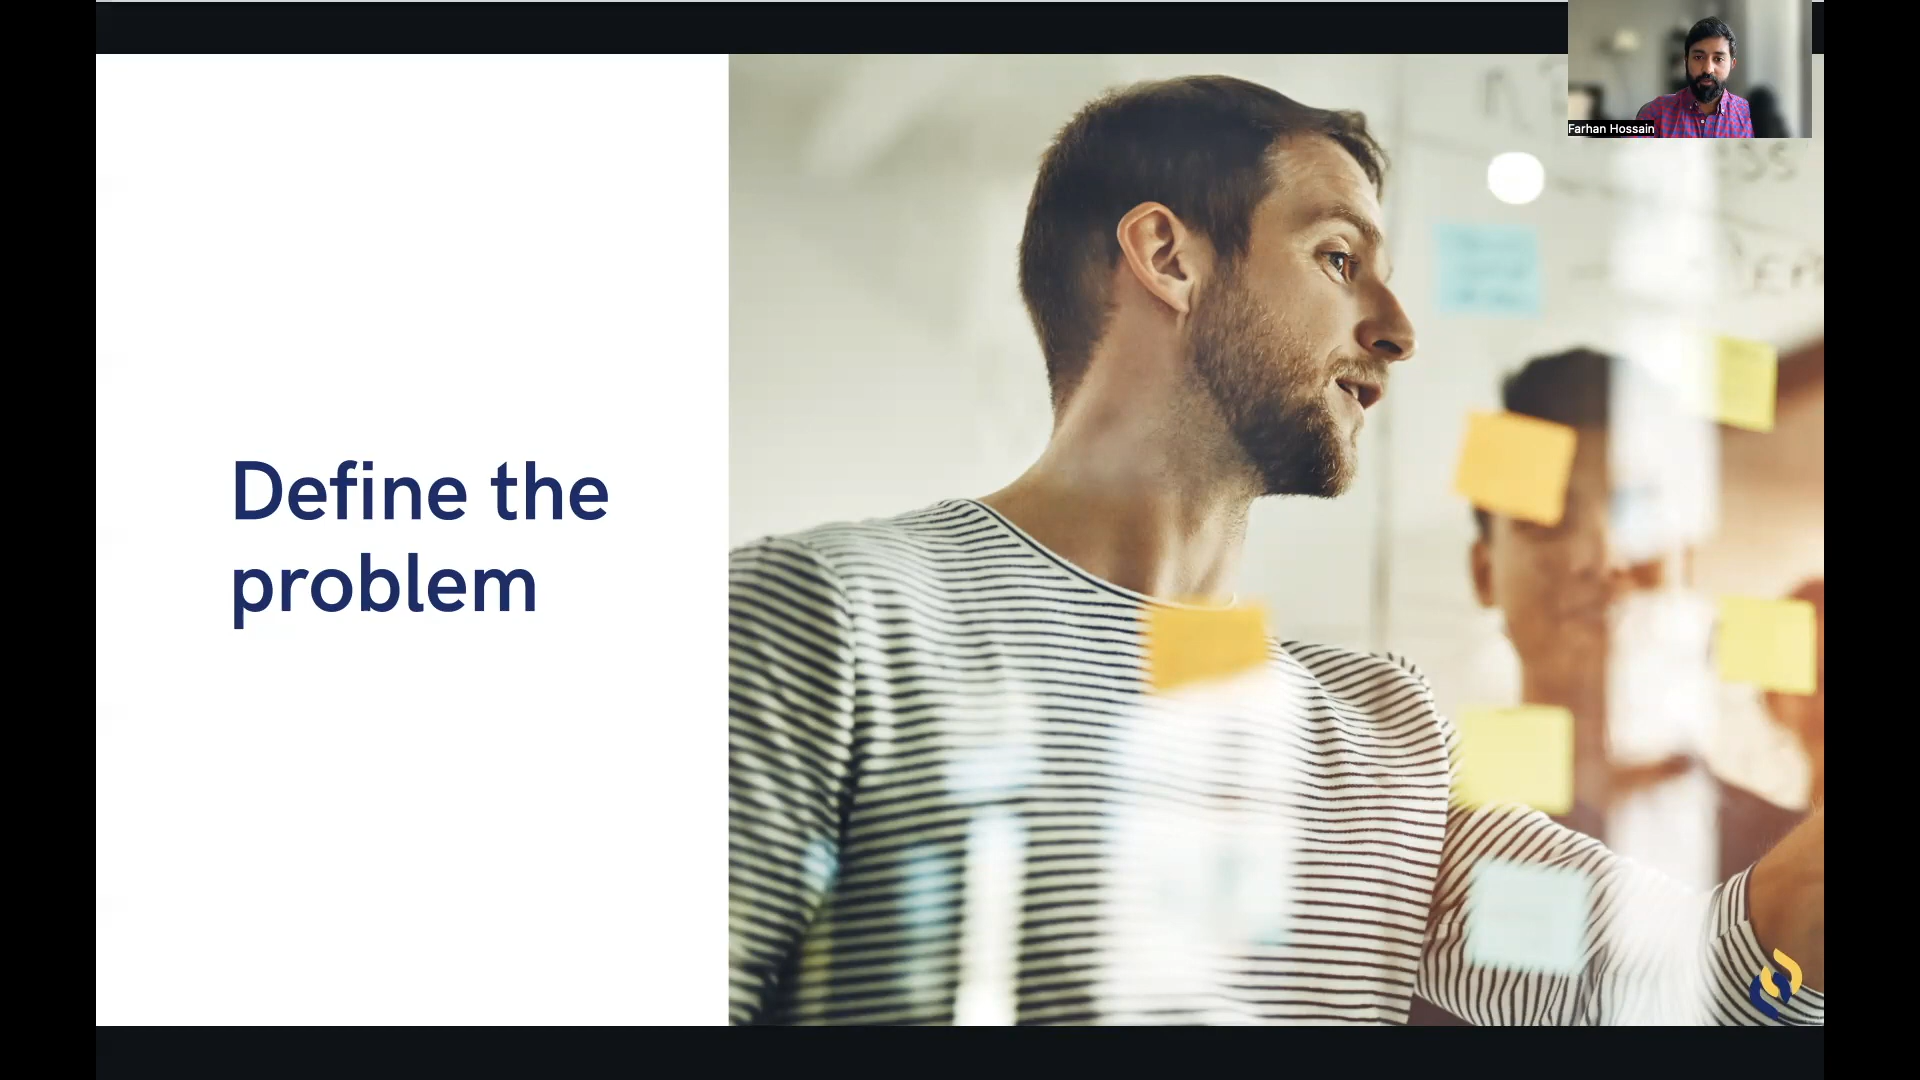 Farhan Hossain
Define the
problem